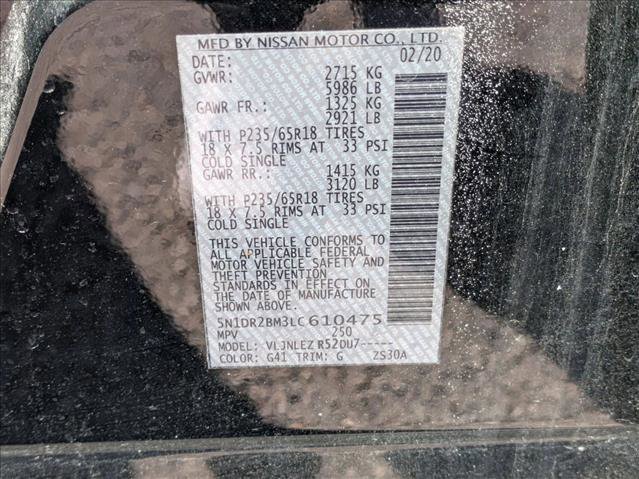 MFD BY NISSAN MOTOR CO., LTD.
DATE: 02/20
GVWR: 2715 KG
5986 LB
GAWR FR.: 1325 KG
2921 LB
WITH P235/65R18 TIRES
18 X 7.5 RIMS AT 33 PSI
COLD SINGLE
GAWR RR.: 1415 KG
3120 LB
WITH P235/65R18 TIRES
18 X 7.5 RIMS AT 33 PSI
COLD SINGLE
THIS VEHICLE CONFORMS TO
ALL APPLICABLE FEDERAL
MOTOR VEHICLE SAFETY AND
THEFT PREVENTION
STANDARDS IN EFFECT ON THE
DATE OF MANUFACTURE SHOWN
ABOVE.
5N1DR2BM3LC610475
MPV 250
MODEL: VLJNLEZ R52DU7-----
COLOR: G41 TRIM: G ZS30A